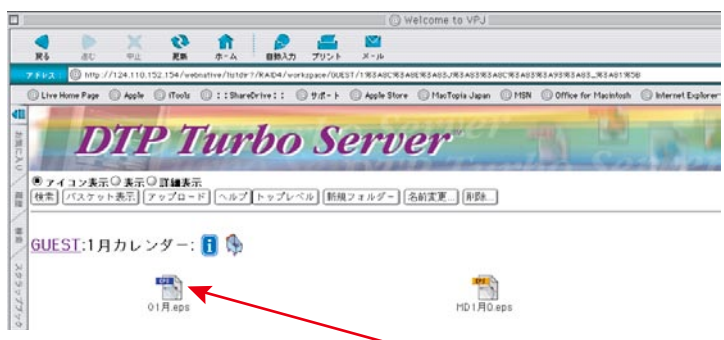 Welcome to VPJ
戻る 進む 中止 更新 ホーム 自動入力 プリント メール
アドレス
Live Home Page Apple iTools ::ShareDrive:: サポート Apple Store MacTopia Japan MSN Office for Macintosh Internet Explorer
お気に入り
DTP Turbo Server
アイコン表示 表示 詳細表示
検索 バスケット表示 アップロード ヘルプ トップレベル 新規フォルダー 名前変更... 削除...
履歴
検索
GUEST:1月カレンダー:
スクラップブック
EPS EPS
01月.eps MD1月0.eps